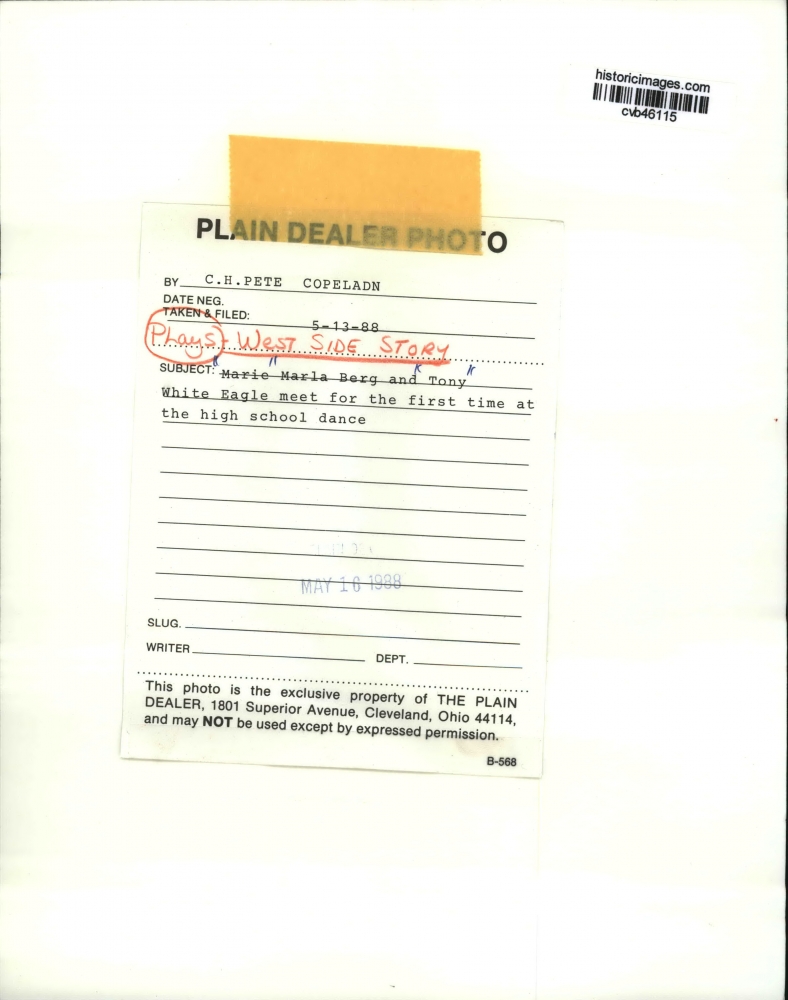 historicimages.com
cvb46115
PLAIN DEALER PHOTO
BY C.H.PETE COPELADN
DATE NEG.
TAKEN & FILED:
5-13-88
PLays - WEST SIDE STORY
SUBJECT: Marie Marla Berg and Tony
White Eagle meet for the first time at
the high school dance
MAY 16 1988
SLUG.
WRITER
DEPT.
This photo is the exclusive property of THE PLAIN
DEALER, 1801 Superior Avenue, Cleveland, Ohio 44114,
and may NOT be used except by expressed permission.
B-568